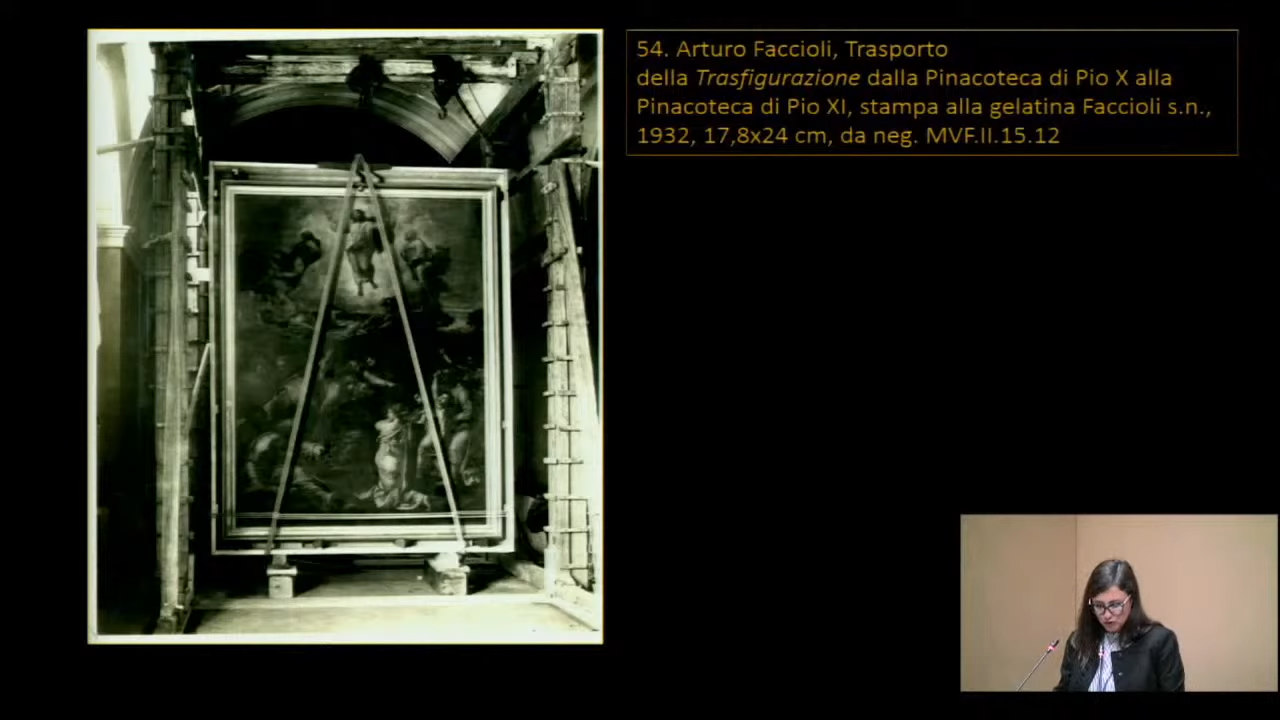 54. Arturo Faccioli, Trasporto
della Trasfigurazione dalla Pinacoteca di Pio X alla
Pinacoteca di Pio XI, stampa alla gelatina Faccioli s.n.,
1932, 17,8x24 cm, da neg. MVF.II.15.12